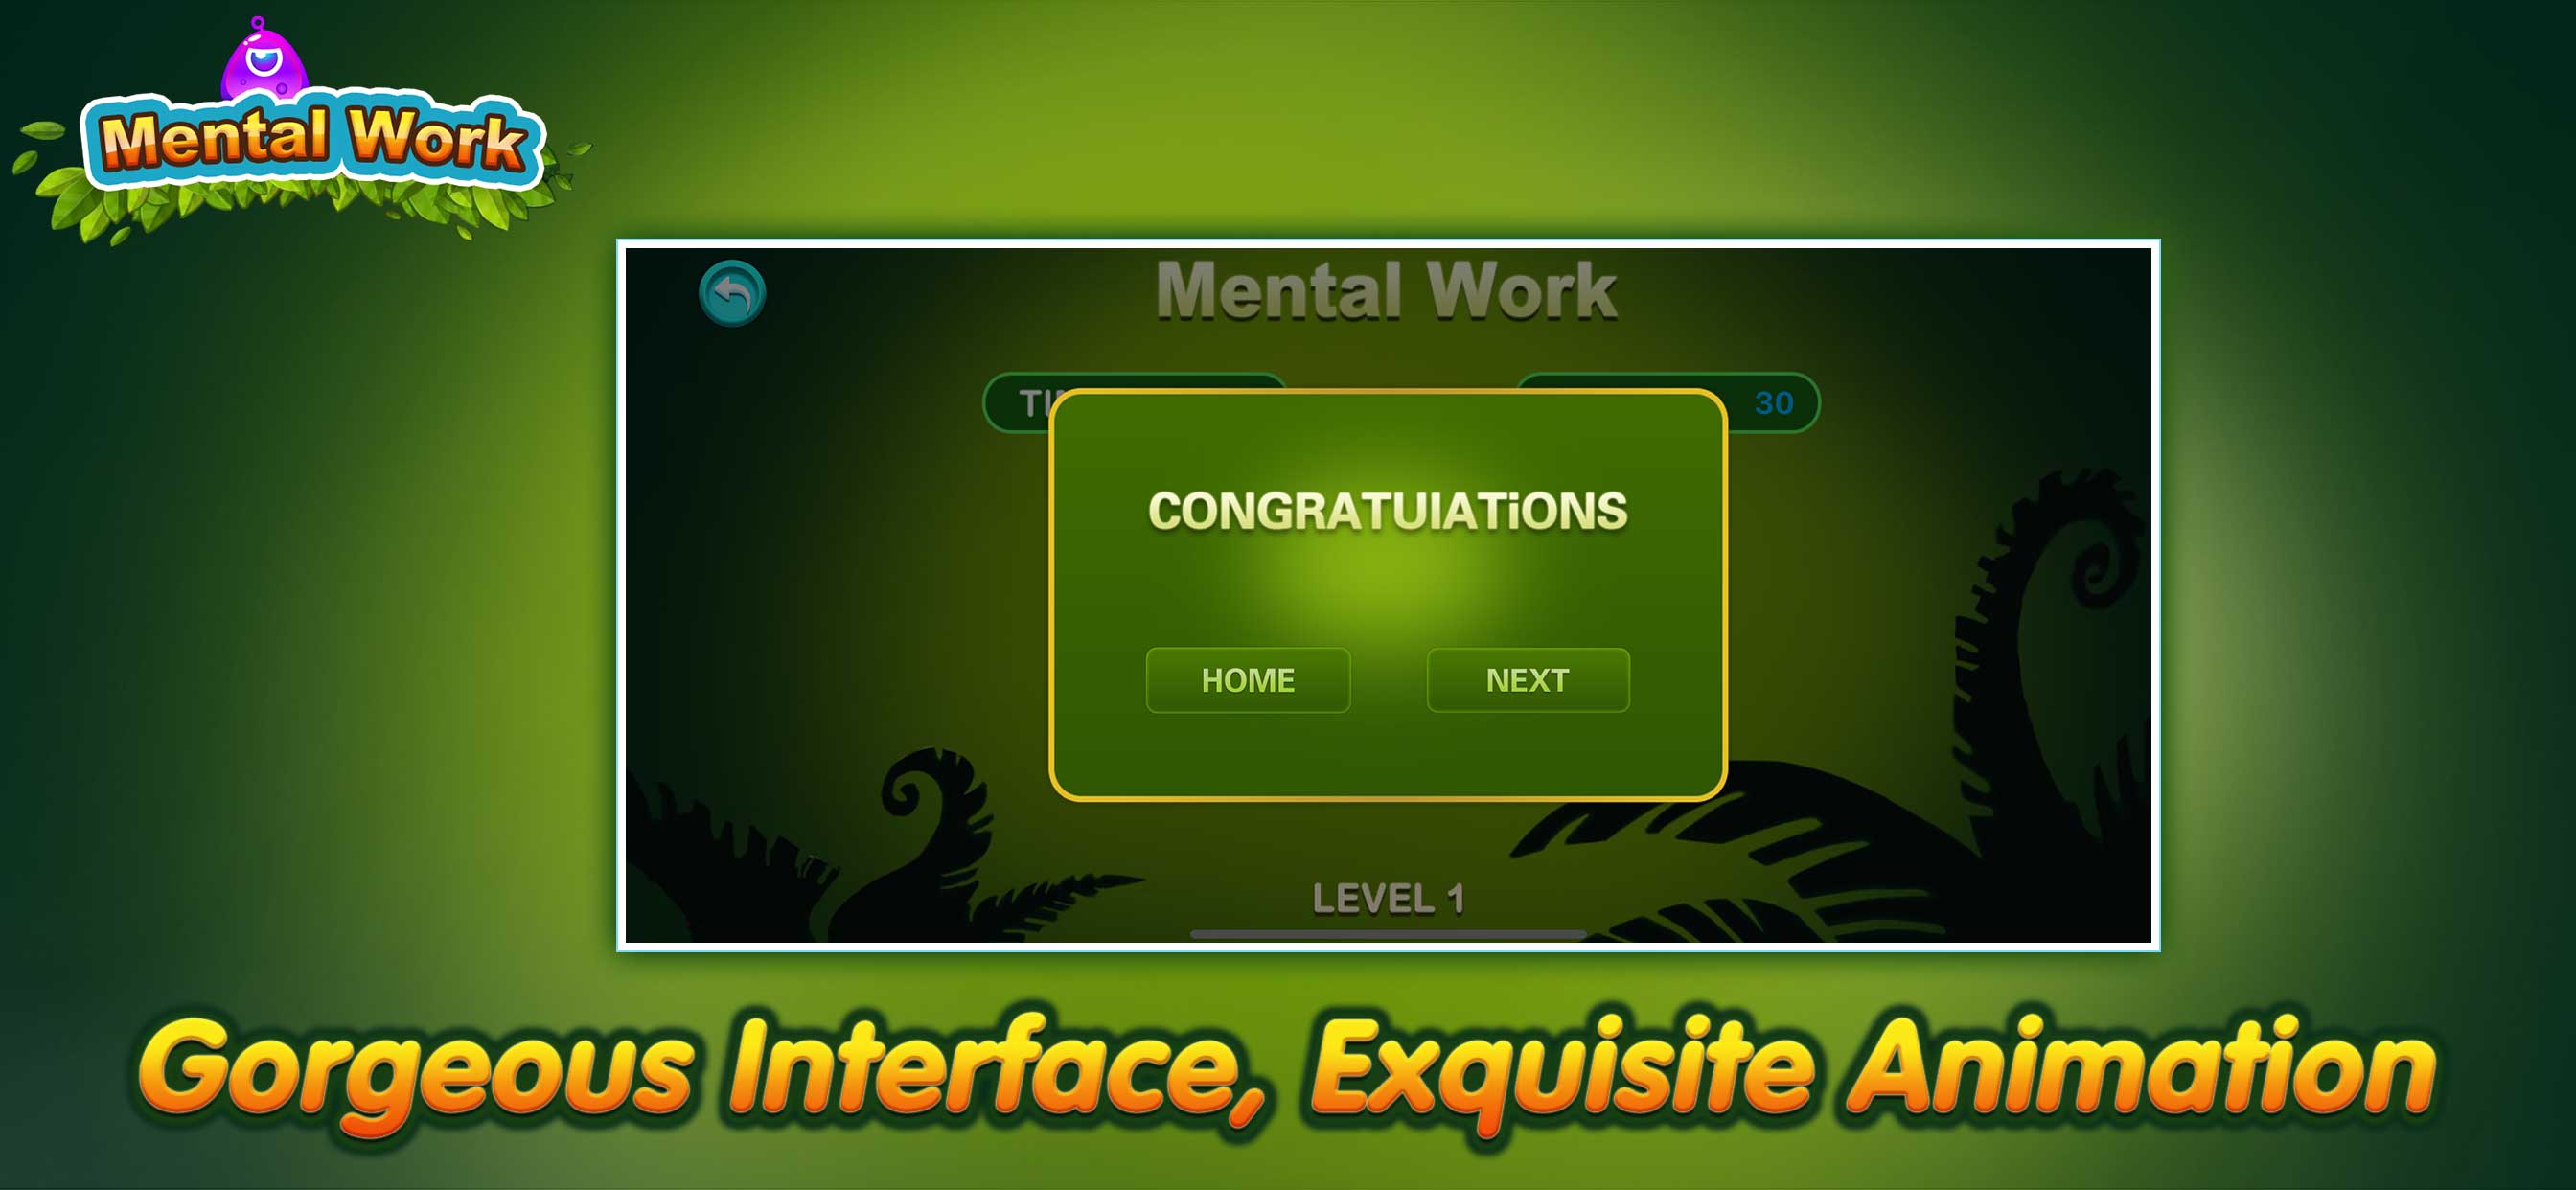 Mental Work
Mental Work
30
CONGRATUIATiONS
HOME NEXT
LEVEL 1
Gorgeous Interface, Exquisite Animation